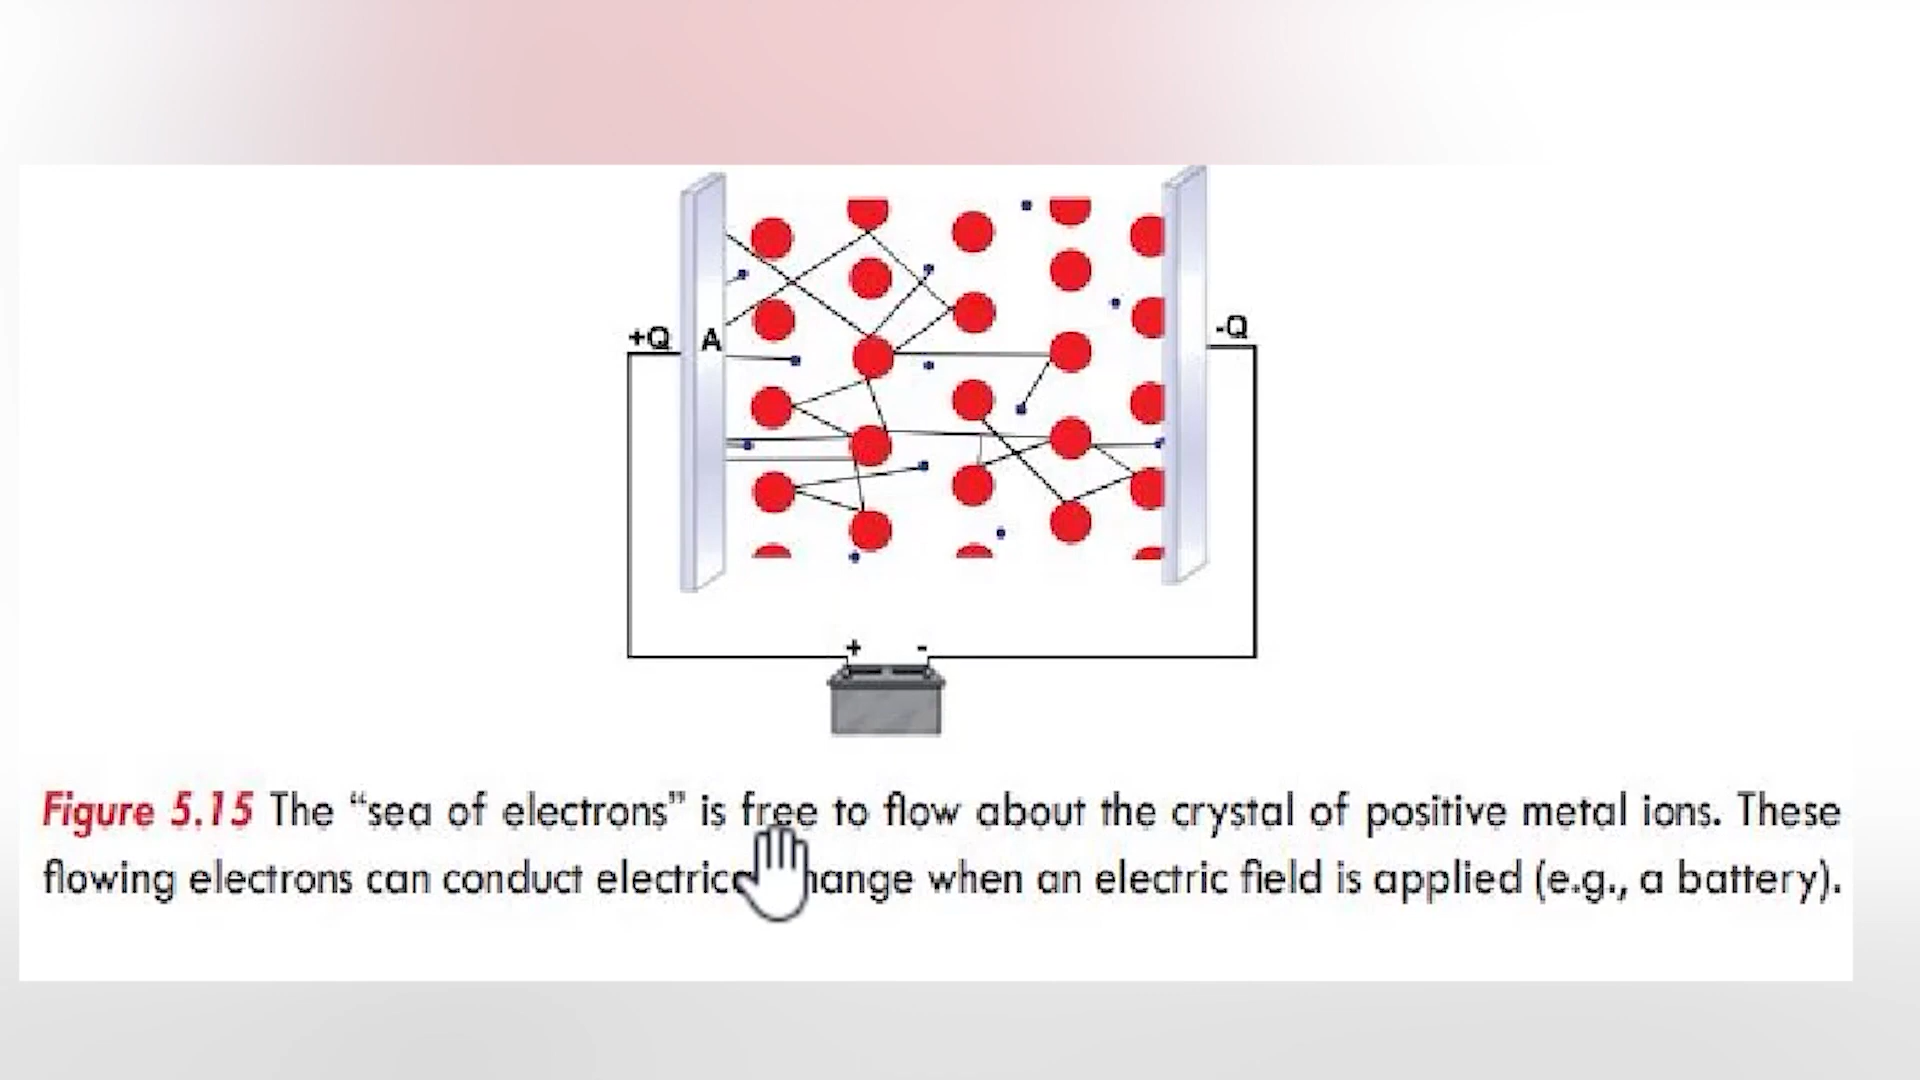 +Q A -Q
+ -
Figure 5.15 The “sea of electrons” is free to flow about the crystal of positive metal ions. These
flowing electrons can conduct electric when an electric field is applied (e.g., a battery).